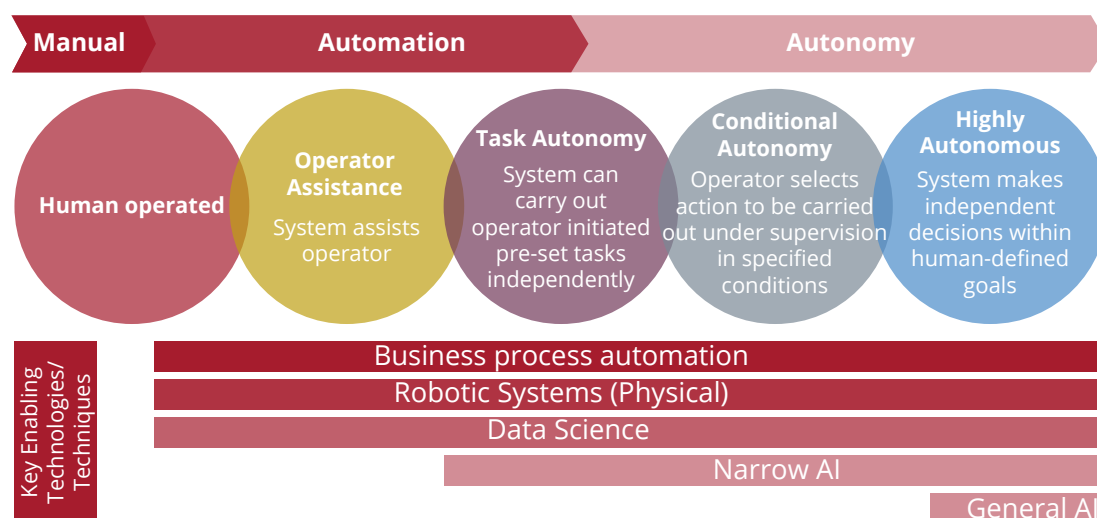 Manual
Automation
Autonomy
Human operated
Operator
Assistance
System assists
operator
Task Autonomy
System can
carry out
operator initiated
pre-set tasks
independently
Conditional
Autonomy
Operator selects
action to be carried
out under supervision
in specified
conditions
Highly
Autonomous
System makes
independent
decisions within
human-defined
goals
Key Enabling
Technologies/
Techniques
Business process automation
Robotic Systems (Physical)
Data Science
Narrow AI
General AI